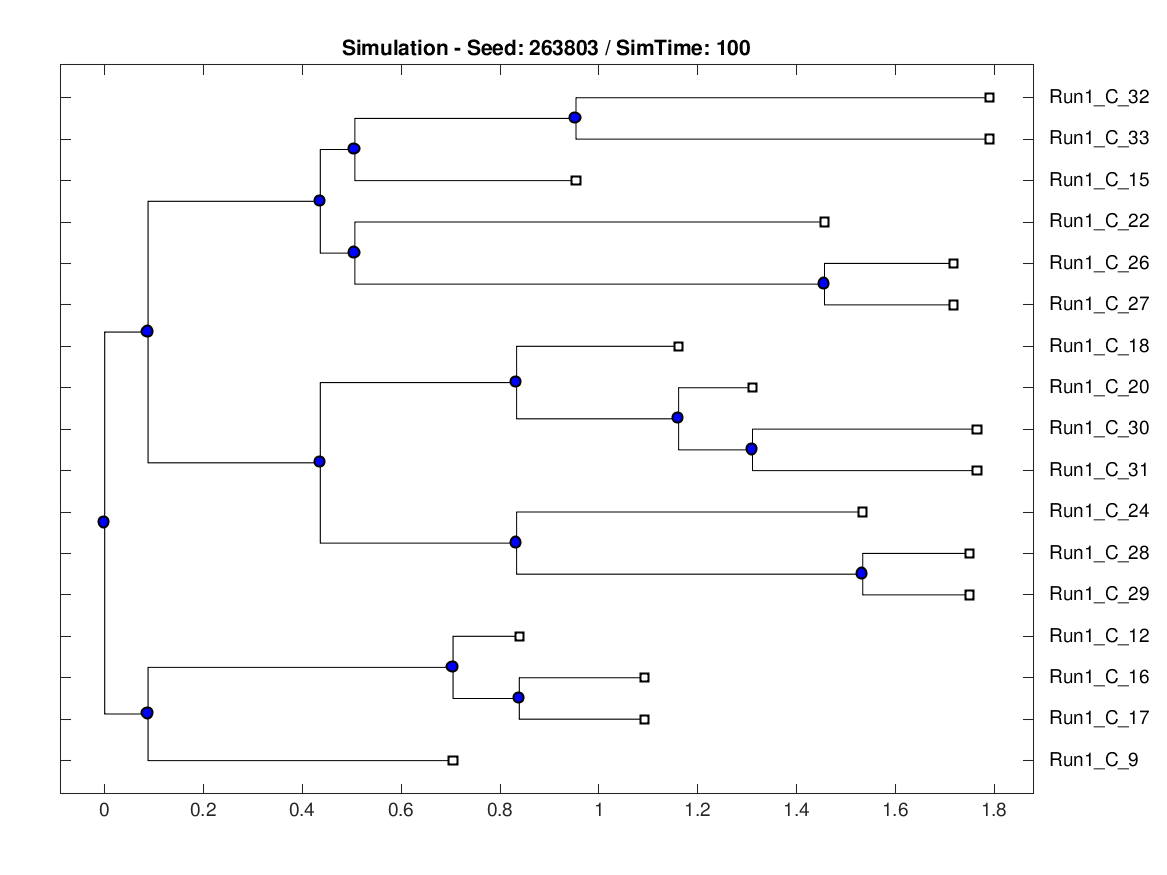 Simulation - Seed: 263803 / SimTime: 100
Run1_C_32
Run1_C_33
Run1_C_15
Run1_C_22
Run1_C_26
Run1_C_27
Run1_C_18
Run1_C_20
Run1_C_30
Run1_C_31
Run1_C_24
Run1_C_28
Run1_C_29
Run1_C_12
Run1_C_16
Run1_C_17
Run1_C_9
0 0.2 0.4 0.6 0.8 1 1.2 1.4 1.6 1.8